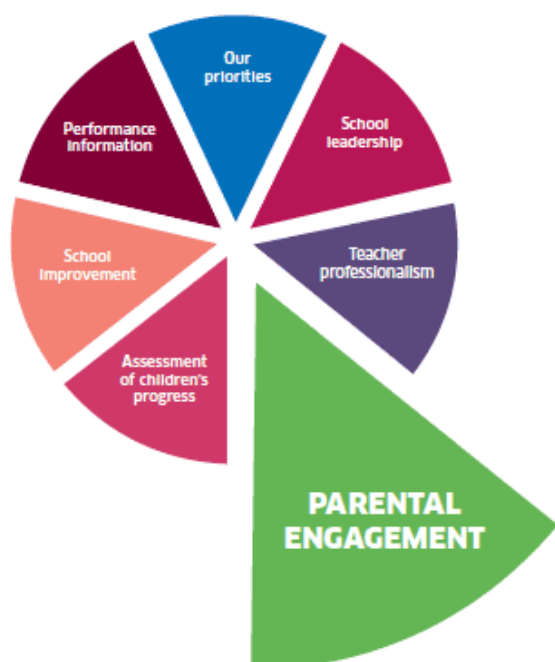 Our
priorities
School
leadership
Performance
information
Teacher
professionalism
School
improvement
Assessment
of children's
progress
PARENTAL
ENGAGEMENT